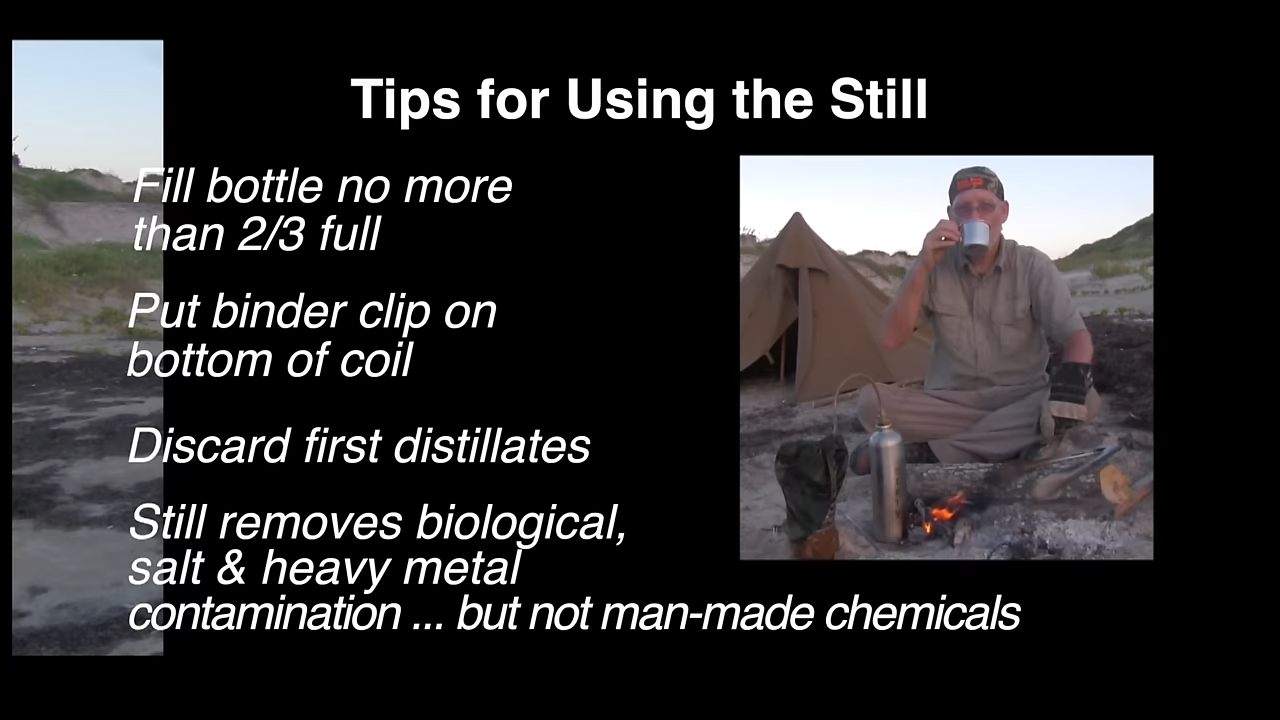 Tips for Using the Still
Fill bottle no more
than 2/3 full
Put binder clip on
bottom of coil
Discard first distillates
Still removes biological,
salt & heavy metal
contamination ... but not man-made chemicals